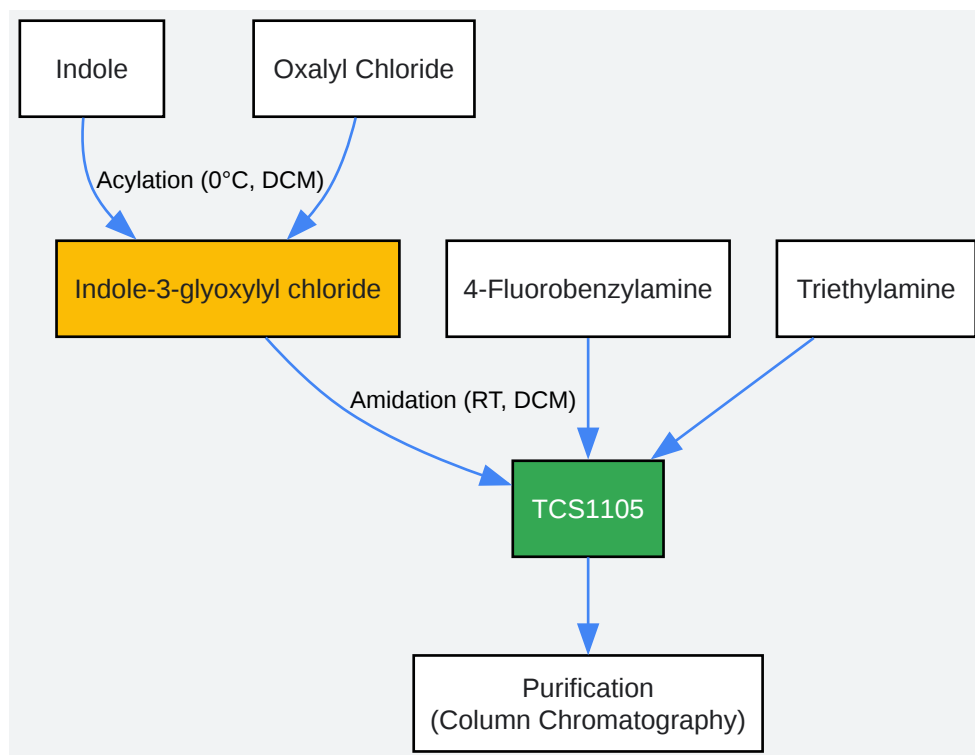 Indole
Oxalyl Chloride
Acylation (0°C, DCM)
Indole-3-glyoxylyl chloride
4-Fluorobenzylamine
Triethylamine
Amidation (RT, DCM)
TCS1105
Purification
(Column Chromatography)